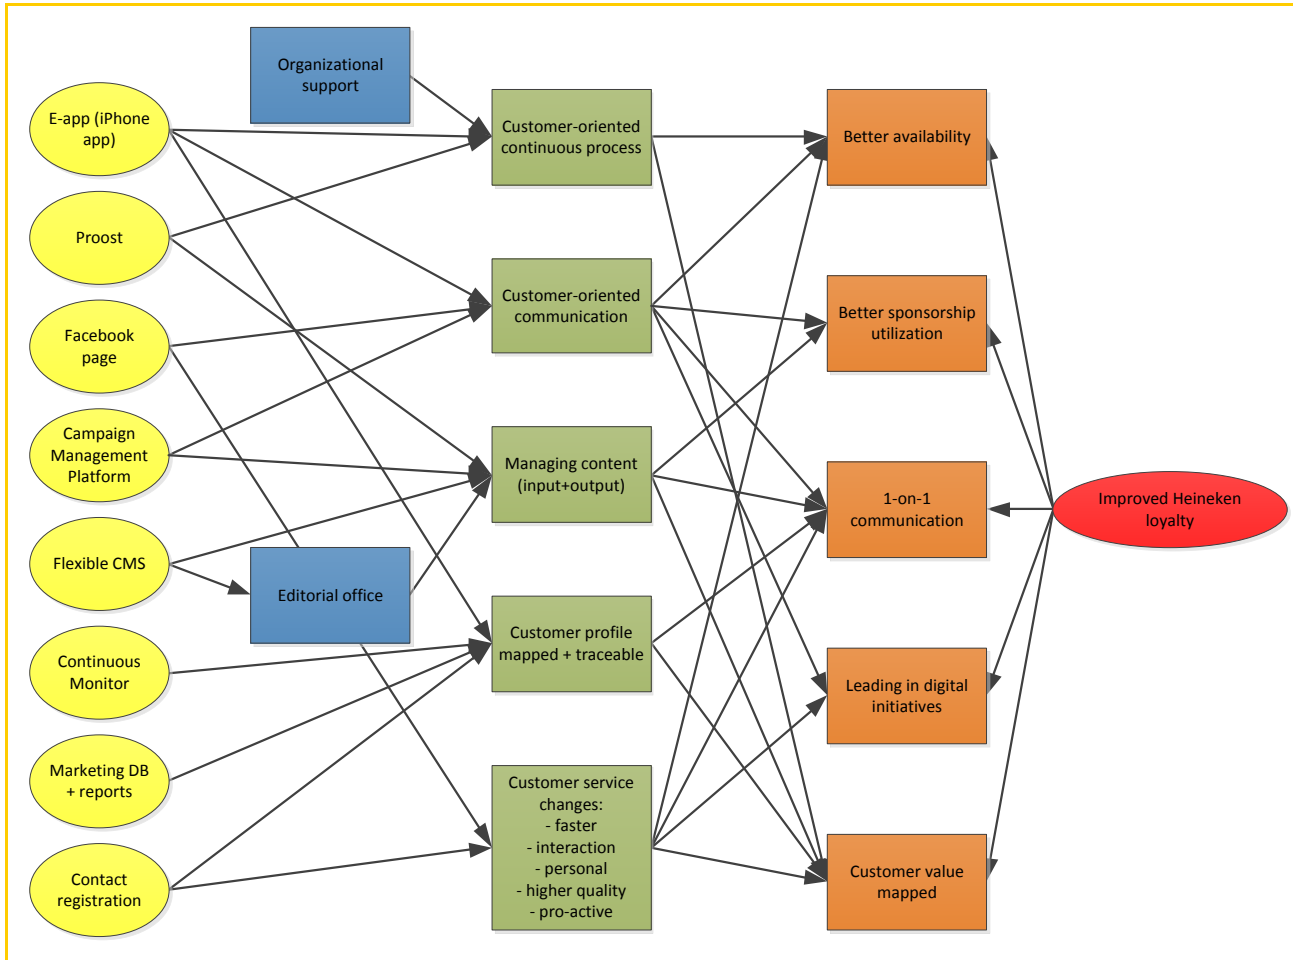 Organizational
support
E-app (iPhone
app)
Proost
Facebook
page
Campaign
Management
Platform
Flexible CMS
Editorial office
Continuous
Monitor
Marketing DB
+ reports
Contact
registration
Customer-oriented
continuous process
Customer-oriented
communication
Managing content
(input+output)
Customer profile
mapped + traceable
Customer service
changes:
- faster
- interaction
- personal
- higher quality
- pro-active
Better availability
Better sponsorship
utilization
1-on-1
communication
Leading in digital
initiatives
Customer value
mapped
Improved Heineken
loyalty